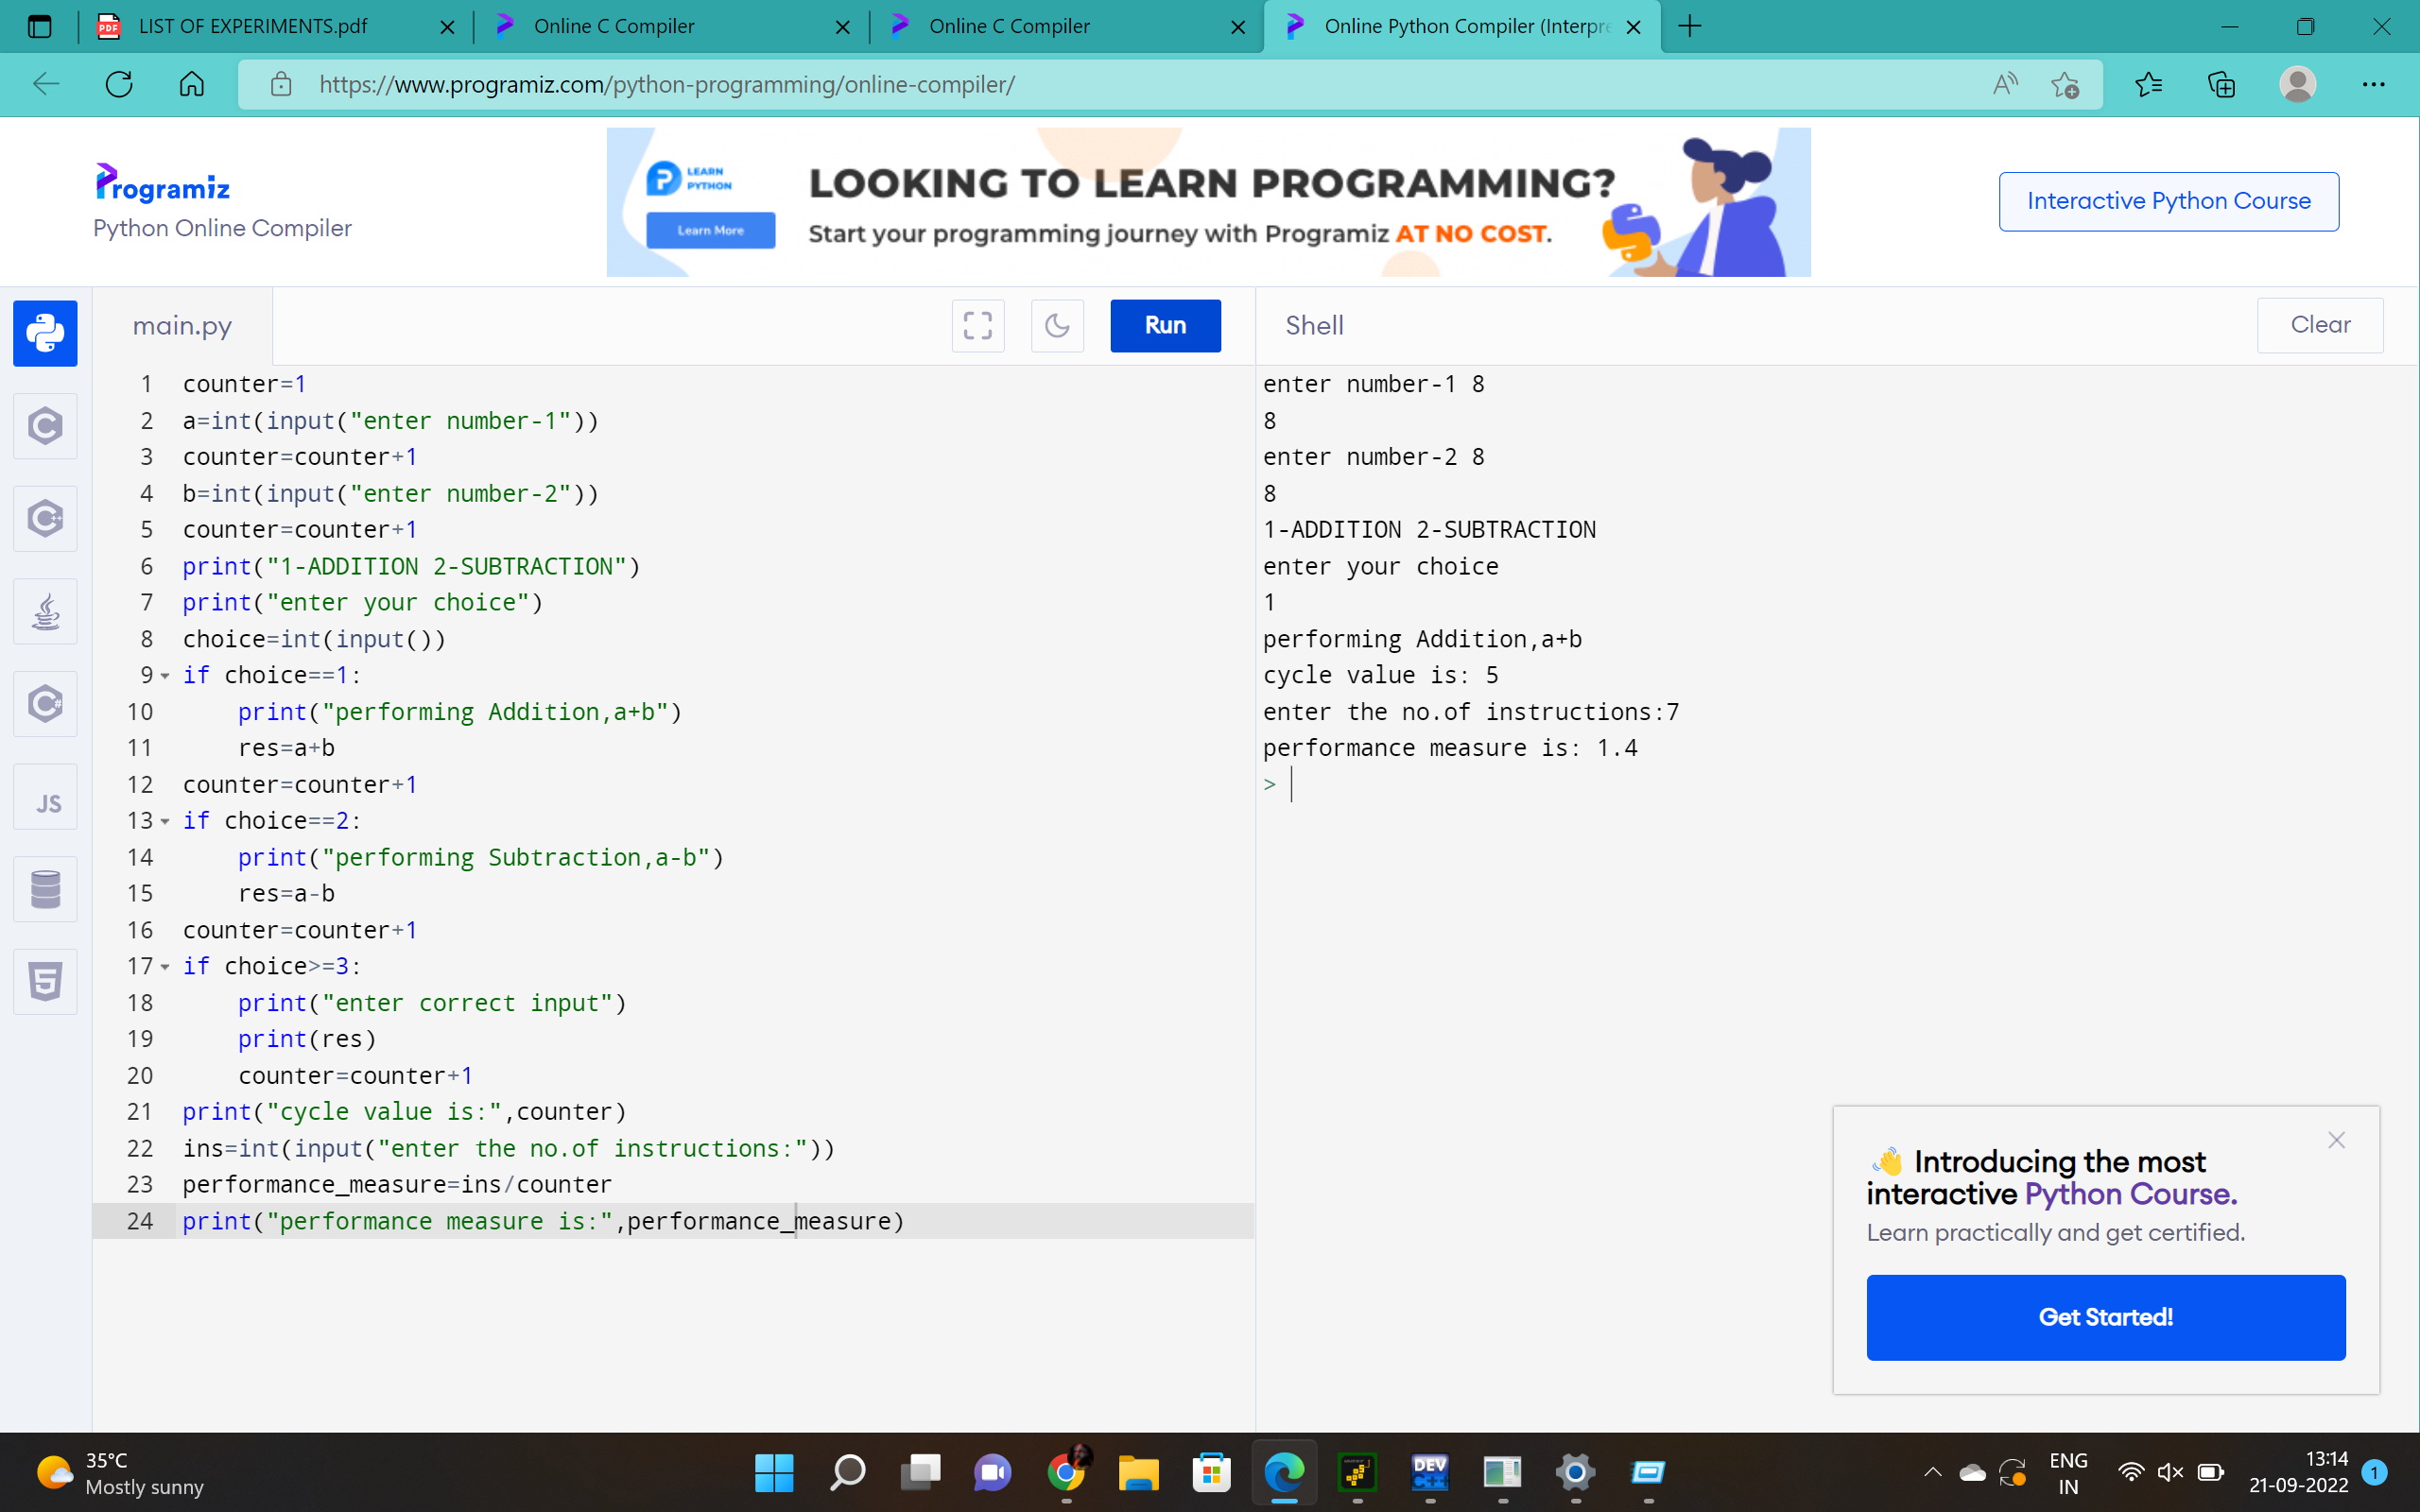 LIST OF EXPERIMENTS.pdf
Online C Compiler
Online C Compiler
Online Python Compiler (Interpre
https://www.programiz.com/python-programming/online-compiler/
Programiz
Python Online Compiler
LEARN
PYTHON
Learn More
LOOKING TO LEARN PROGRAMMING?
Start your programming journey with Programiz AT NO COST.
Interactive Python Course
main.py
Run
Shell
Clear
1 counter=1
2 a=int(input("enter number-1"))
3 counter=counter+1
4 b=int(input("enter number-2"))
5 counter=counter+1
6 print("1-ADDITION 2-SUBTRACTION")
7 print("enter your choice")
8 choice=int(input())
9 if choice==1:
10     print("performing Addition,a+b")
11     res=a+b
12 counter=counter+1
13 if choice==2:
14     print("performing Subtraction,a-b")
15     res=a-b
16 counter=counter+1
17 if choice>=3:
18     print("enter correct input")
19     print(res)
20     counter=counter+1
21 print("cycle value is:",counter)
22 ins=int(input("enter the no.of instructions:"))
23 performance_measure=ins/counter
24 print("performance measure is:",performance_measure)
enter number-1 8
8
enter number-2 8
8
1-ADDITION 2-SUBTRACTION
enter your choice
1
performing Addition,a+b
cycle value is: 5
enter the no.of instructions:7
performance measure is: 1.4
>
JS
👋 Introducing the most
interactive Python Course.
Learn practically and get certified.
Get Started!
35°C
Mostly sunny
DEV
C++
ENG
IN
13:14
21-09-2022
1